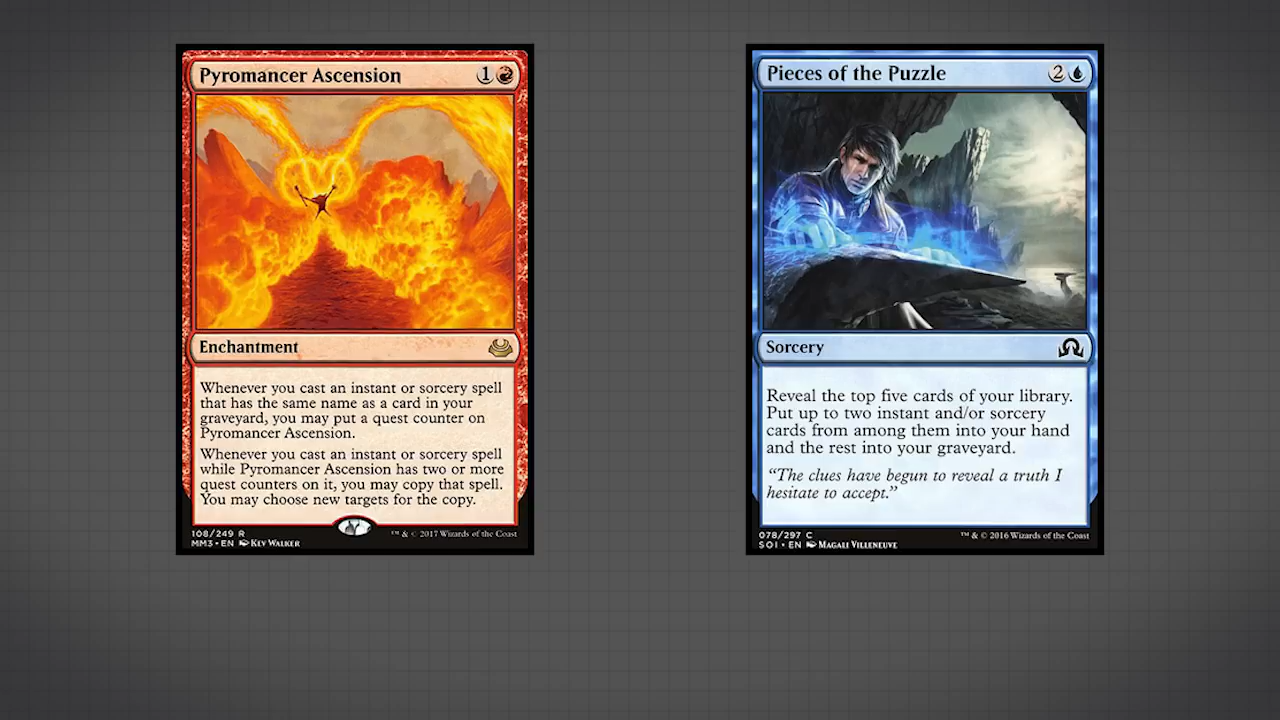 Pyromancer Ascension 1
Enchantment
Whenever you cast an instant or sorcery spell
that has the same name as a card in your
graveyard, you may put a quest counter on
Pyromancer Ascension.
Whenever you cast an instant or sorcery spell
while Pyromancer Ascension has two or more
quest counters on it, you may copy that spell.
You may choose new targets for the copy.
108/249 R
MM3 • EN Kev Walker
™ & © 2017 Wizards of the Coast
Pieces of the Puzzle 2
Sorcery
Reveal the top five cards of your library.
Put up to two instant and/or sorcery
cards from among them into your hand
and the rest into your graveyard.
“The clues have begun to reveal a truth I
hesitate to accept.”
078/297 C
SOI • EN Magali Villeneuve
™ & © 2016 Wizards of the Coast